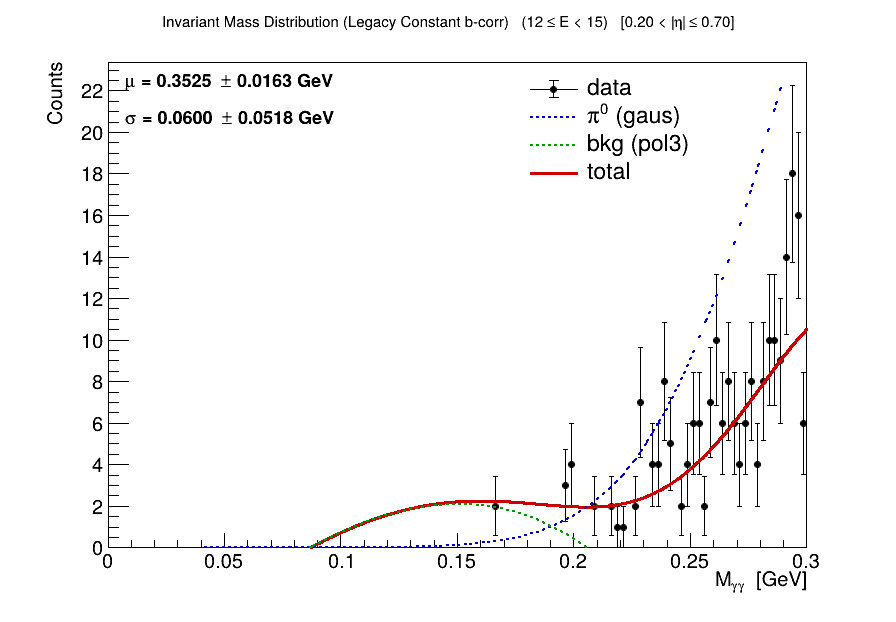 Invariant Mass Distribution (Legacy Constant b-corr) (12 ≤ E < 15) [0.20 < |η| ≤ 0.70]
Counts
μ = 0.3525 ± 0.0163 GeV
σ = 0.0600 ± 0.0518 GeV
data
π⁰ (gaus)
bkg (pol3)
total
22
20
18
16
14
12
10
8
6
4
2
0
0 0.05 0.1 0.15 0.2 0.25 0.3
Mγγ [GeV]